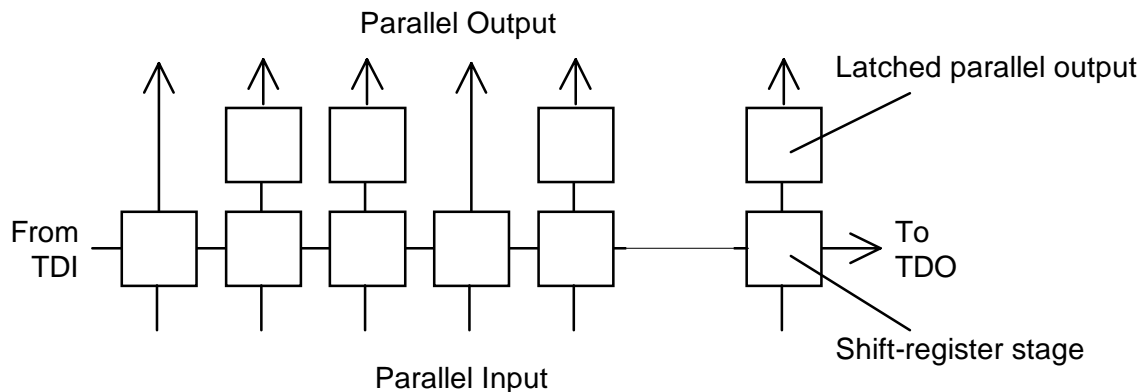 Parallel Output
Latched parallel output
From
TDI
To
TDO
Shift-register stage
Parallel Input